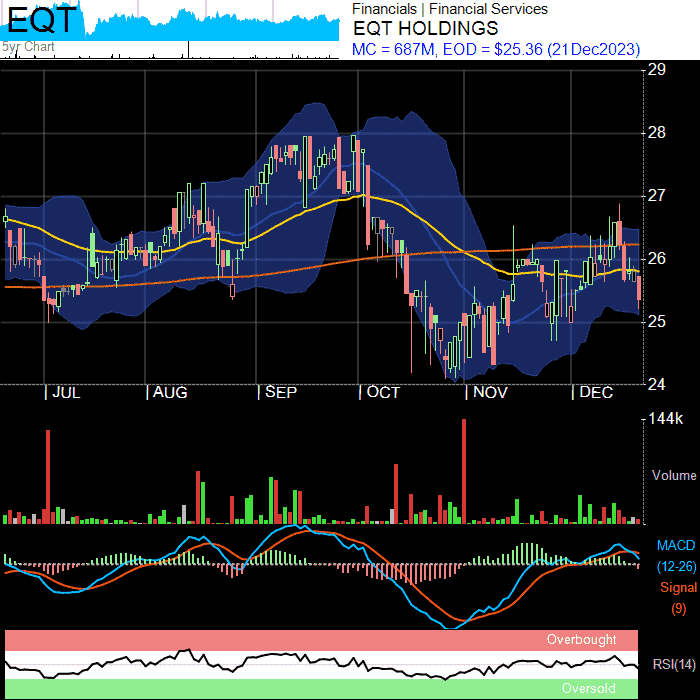 EQT
5yr Chart
Financials | Financial Services
EQT HOLDINGS
MC = 687M, EOD = $25.36 (21Dec2023)
29
28
27
26
25
24
| JUL | AUG | SEP | OCT | NOV | DEC
144k
Volume
MACD
(12-26)
Signal
(9)
Overbought
RSI(14)
Oversold